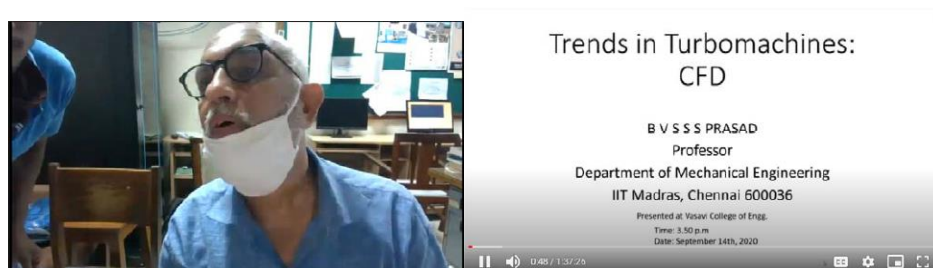 Trends in Turbomachines:
CFD
B V S S S PRASAD
Professor
Department of Mechanical Engineering
IIT Madras, Chennai 600036
Presented at Vasavi College of Engg.
Time: 3.50 p.m
Date: September 14th, 2020
0:48 / 1:37:26
CC